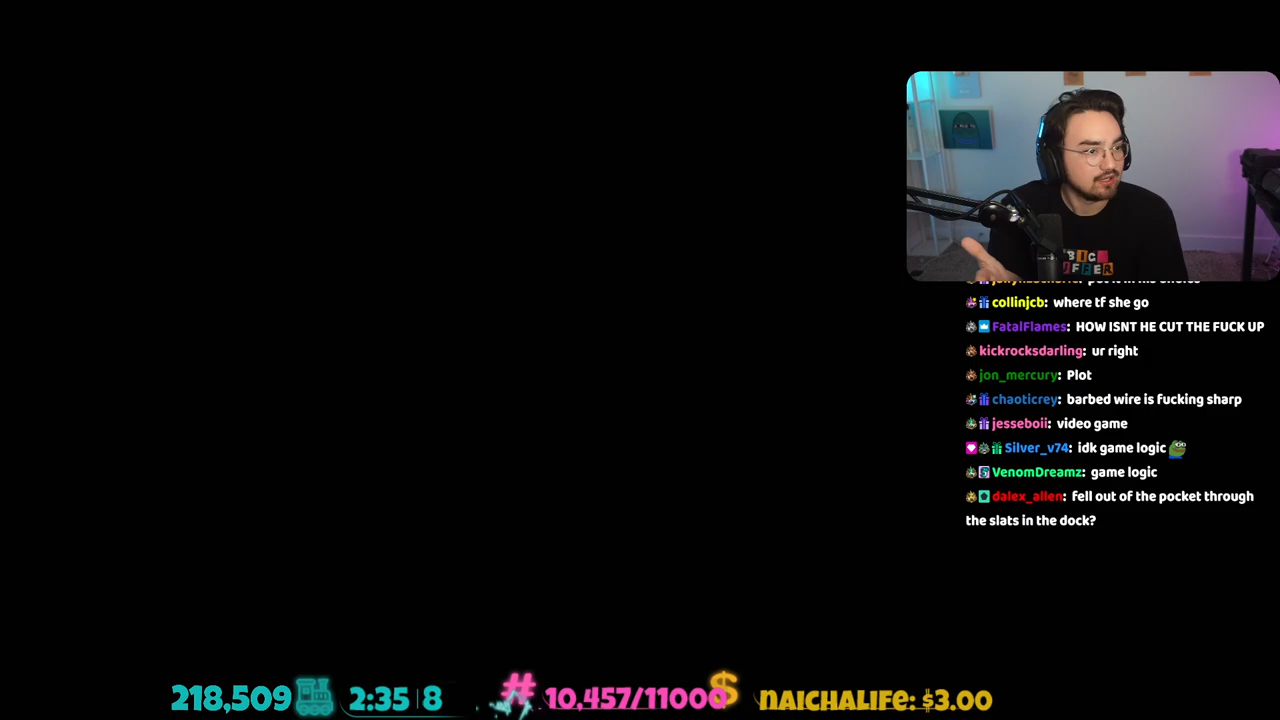 BIG
collinjcb: where tf she go
FatalFlames: HOW ISNT HE CUT THE FUCK UP
kickrocksdarling: ur right
jon_mercury: Plot
chaoticrey: barbed wire is fucking sharp
jesseboii: video game
Silver_v74: idk game logic
VenomDreamz: game logic
dalex_allen: fell out of the pocket through
the slats in the dock?
218,509 2:35 8 # 10,457/11000 $ NAICHALIFE: $3.00